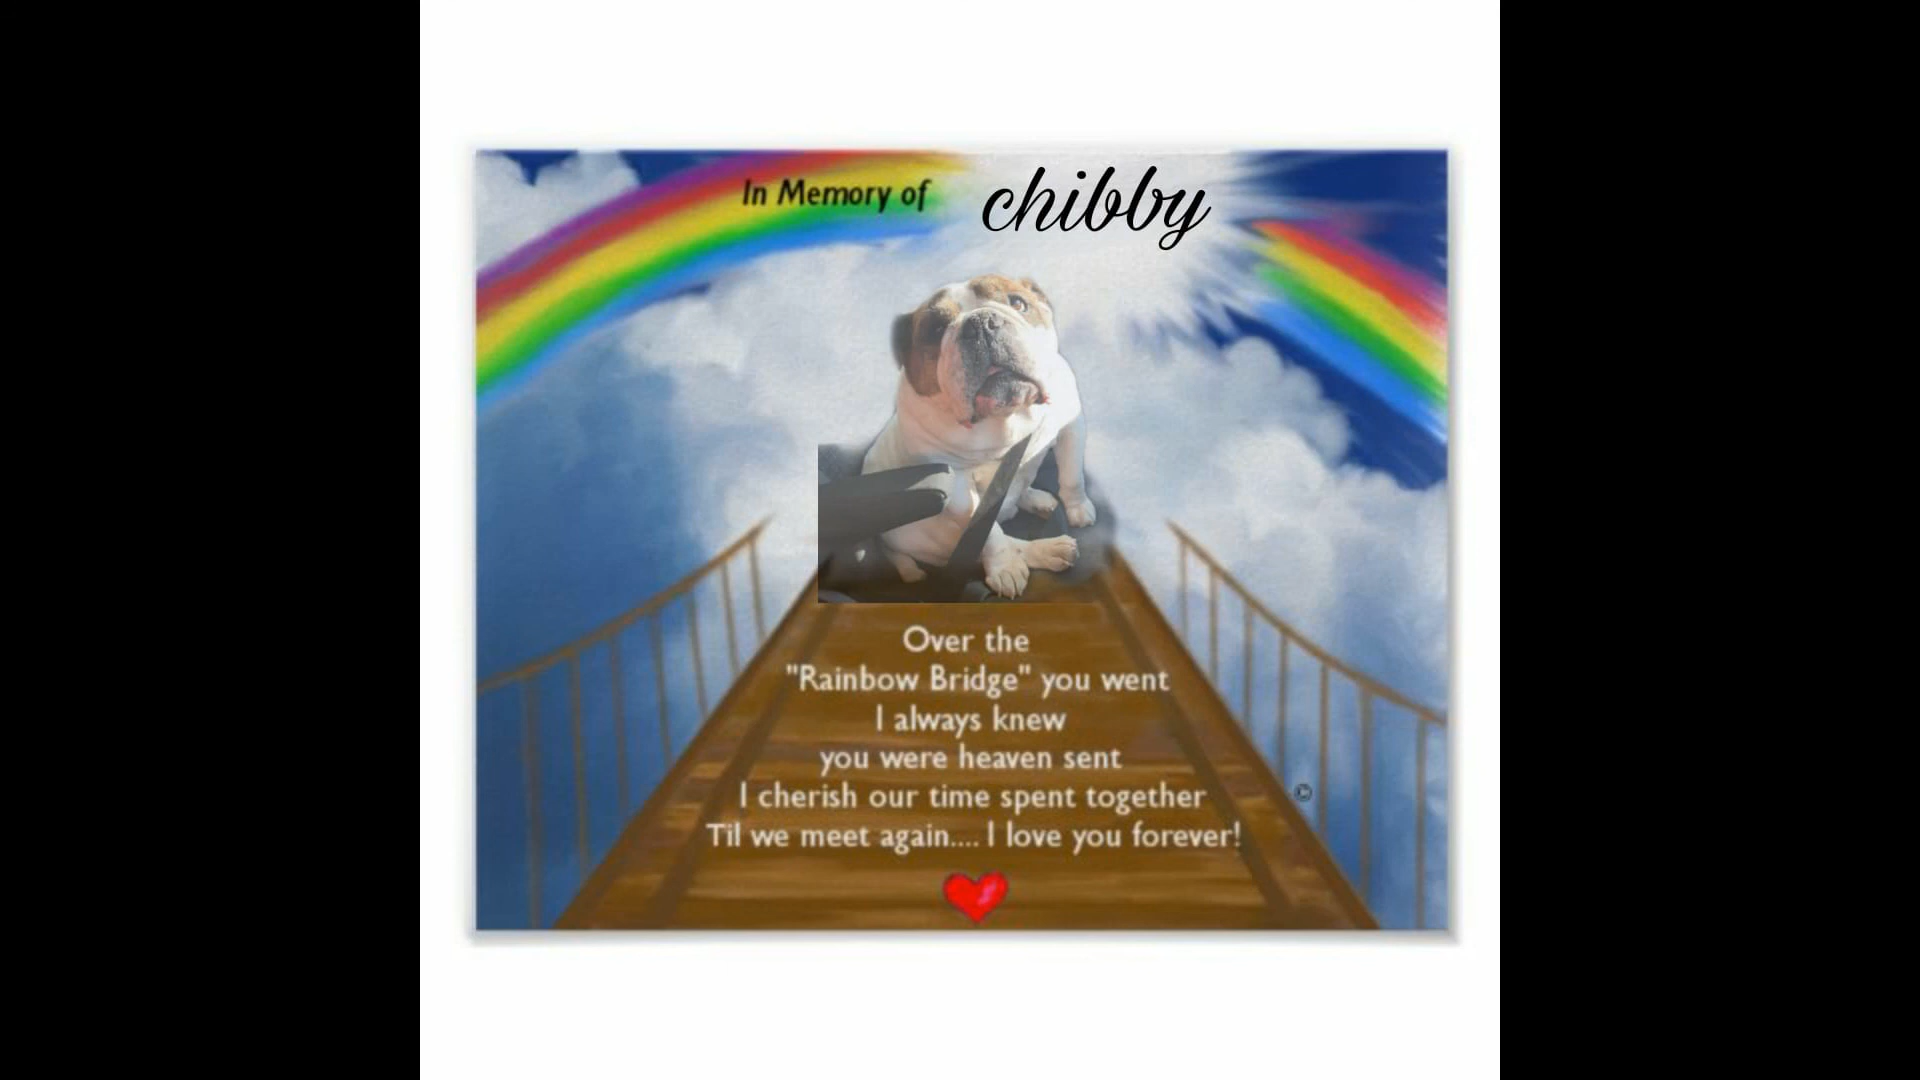 In Memory of chibby
Over the
"Rainbow Bridge" you went
I always knew
you were heaven sent
I cherish our time spent together
Til we meet again.... I love you forever!
©